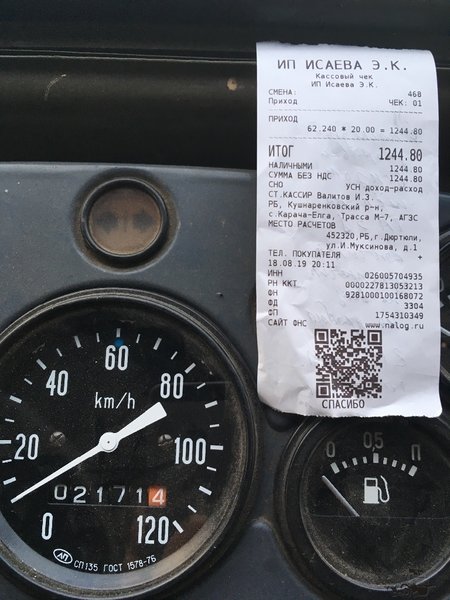 ИП ИСАЕВА Э.К.
Кассовый чек
ИП Исаева Э.К.
СМЕНА: 468
Приход ЧЕК: 01
ПРИХОД
62.240 * 20.00 = 1244.80
ИТОГ 1244.80
НАЛИЧНЫМИ 1244.80
СУММА БЕЗ НДС 1244.80
СНО УСН доход-расход
СТ.КАССИР Валитов И.З.
РБ, Кушнаренковский р-н,
с.Карача-Елга, Трасса М-7, АГЗС
МЕСТО РАСЧЕТОВ
452320,РБ,г.Дюртюли,
ул.И.Муксинова, д.1
ТЕЛ. ПОКУПАТЕЛЯ +
18.08.19 20:11
ИНН 026005704935
РН ККТ 0000227813053213
ФН 9281000100168072
ФД 3304
ФП 1754310349
САЙТ ФНС www.nalog.ru
СПАСИБО
0 20 40 60 80 100 120
km/h
021714
СП135 ГОСТ 1578-76
0 0,5 П